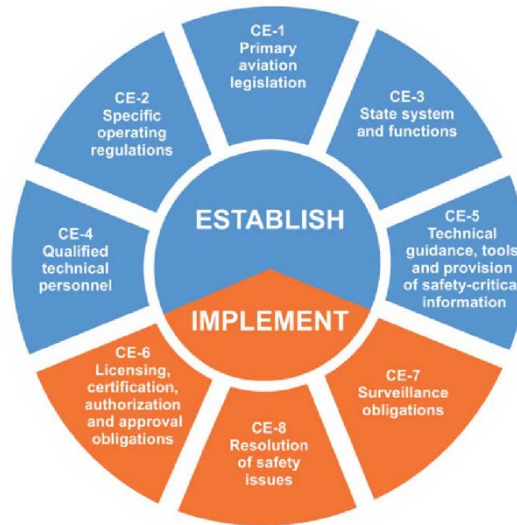 CE-1
Primary
aviation
legislation
CE-2
Specific
operating
regulations
CE-3
State system
and functions
CE-4
Qualified
technical
personnel
ESTABLISH
CE-5
Technical
guidance, tools
and provision
of safety-critical
information
IMPLEMENT
CE-6
Licensing,
certification,
authorization
and approval
obligations
CE-7
Surveillance
obligations
CE-8
Resolution
of safety
issues